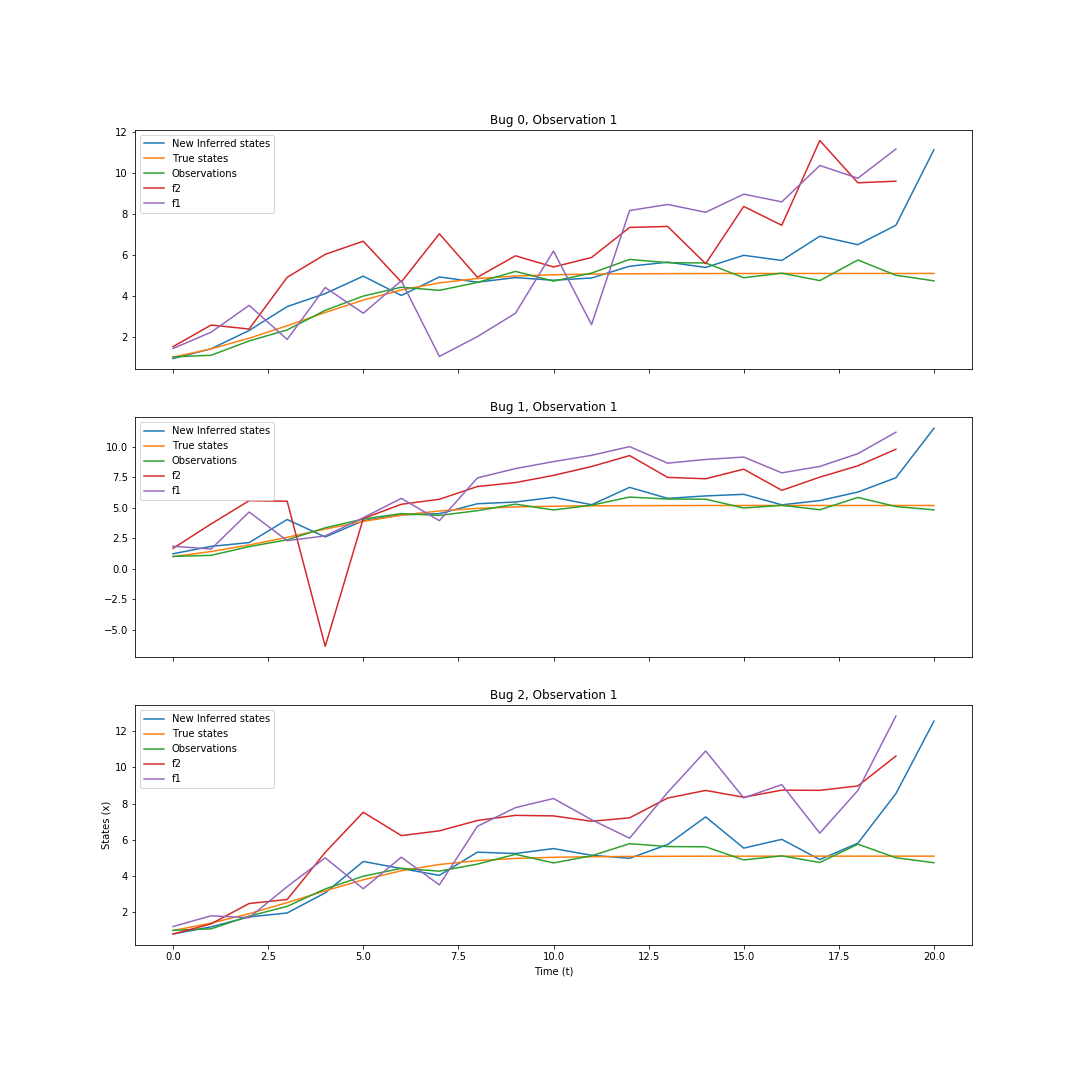 Bug 0, Observation 1
12
10
8
6
4
2
New Inferred states
True states
Observations
f2
f1
Bug 1, Observation 1
10.0
7.5
5.0
2.5
0.0
−2.5
−5.0
New Inferred states
True states
Observations
f2
f1
Bug 2, Observation 1
12
10
8
6
4
2
States (x)
New Inferred states
True states
Observations
f2
f1
0.0 2.5 5.0 7.5 10.0 12.5 15.0 17.5 20.0
Time (t)